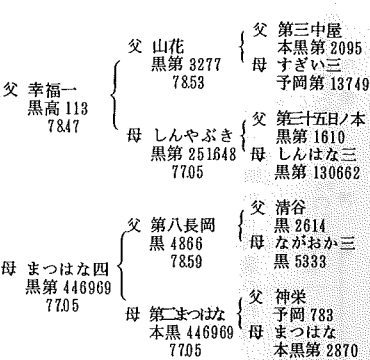 父 幸福一
黒高 113
78.47
母 まつはな四
黒第 446969
77.05
父 山花
黒第 3277
78.53
母 しんやぶき
黒第 251648
77.05
父 第八長岡
黒 4866
78.59
母 第二まつはな
本黒 446969
77.05
父 第三中屋
本黒第 2095
母 すぎい三
予岡第 13749
父 第三十五日ノ本
黒第 1610
母 しんはな三
黒第 130662
父 清谷
黒 2614
母 ながおか三
黒 5333
父 神栄
予岡 783
母 まつはな
本黒第 2870